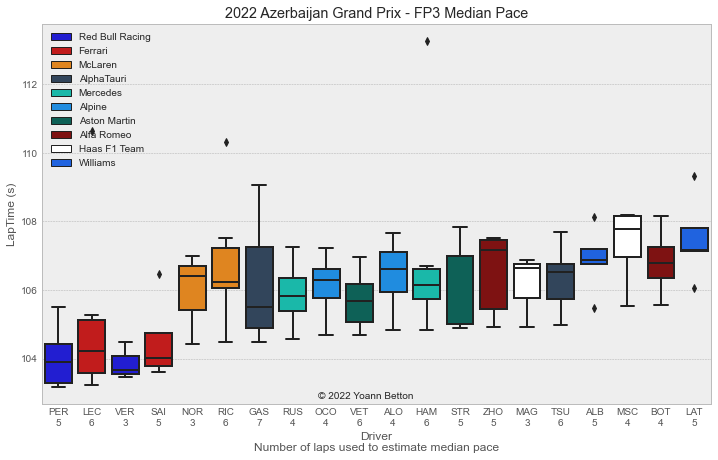 2022 Azerbaijan Grand Prix - FP3 Median Pace
Red Bull Racing
Ferrari
McLaren
AlphaTauri
Mercedes
Alpine
Aston Martin
Alfa Romeo
Haas F1 Team
Williams
LapTime (s)
112
110
108
106
104
© 2022 Yoann Betton
PER LEC VER SAI NOR RIC GAS RUS OCO VET ALO HAM STR ZHO MAG TSU ALB MSC BOT LAT
5 6 3 5 3 6 7 4 4 6 4 6 5 5 3 6 5 4 4 5
Driver
Number of laps used to estimate median pace